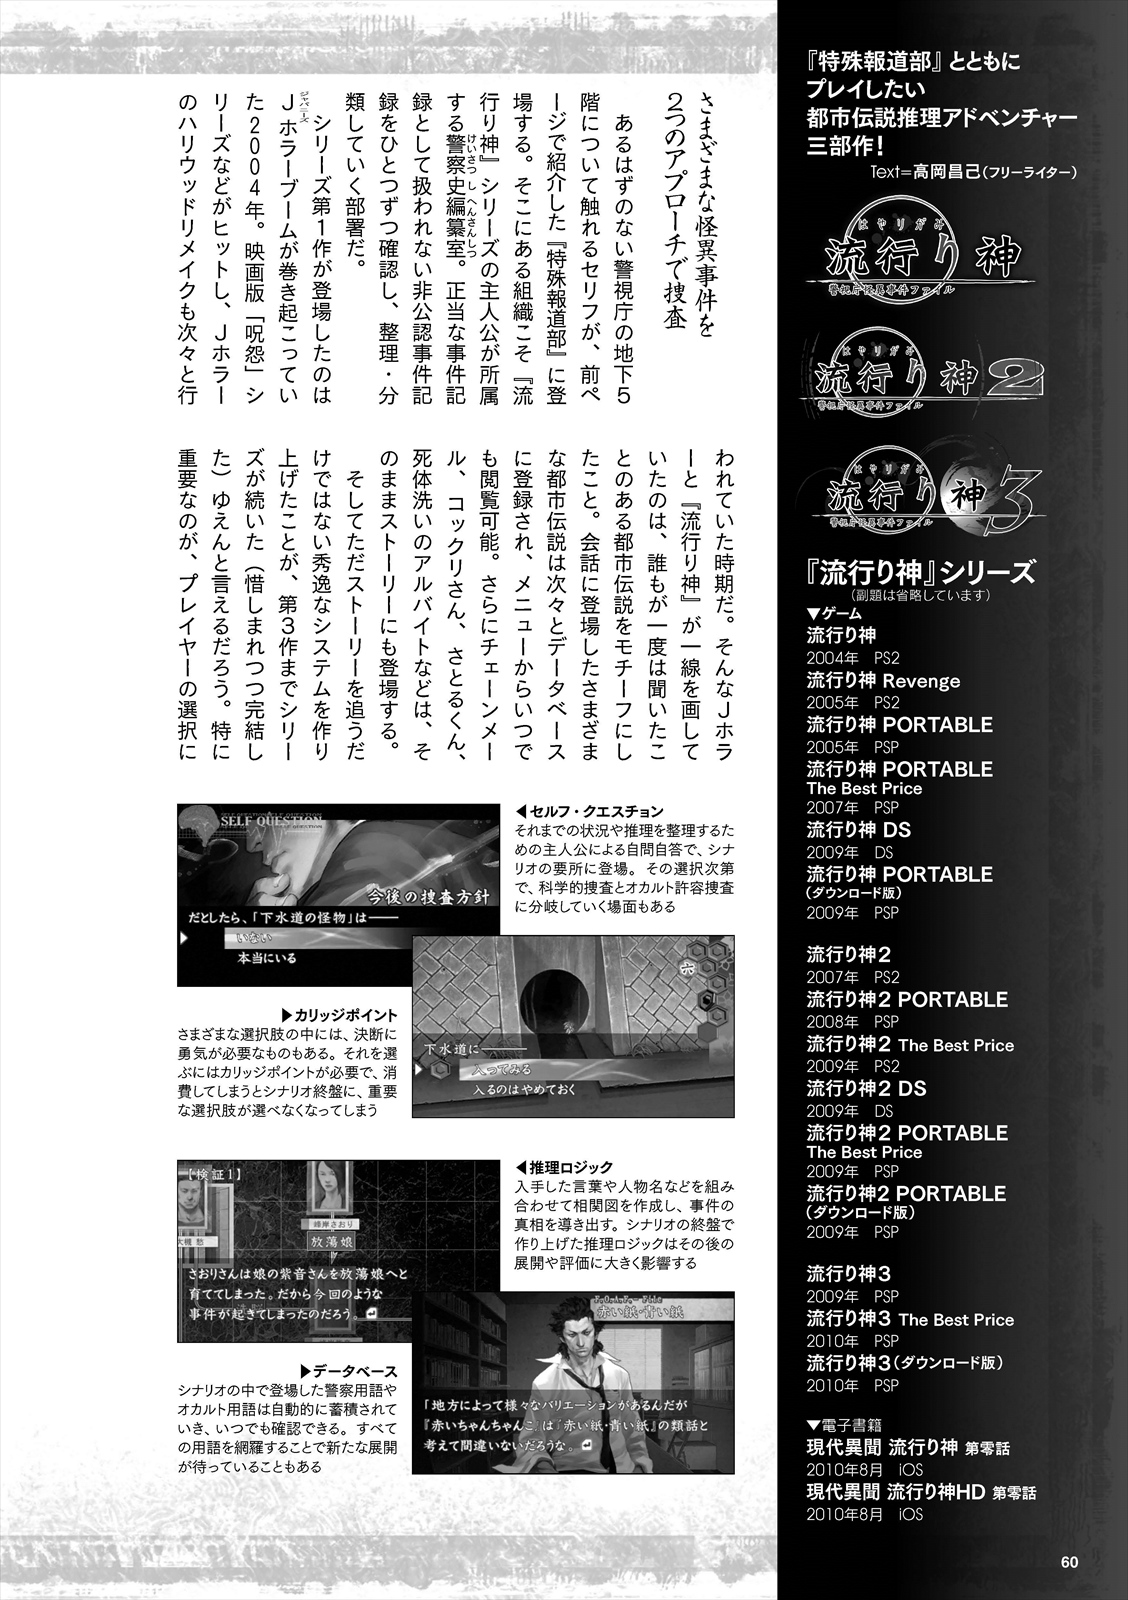 『特殊報道部』とともに
プレイしたい
都市伝説推理アドベンチャー
三部作！
Text=高岡昌己（フリーライター）
はやりがみ
流行り神
警視庁怪異事件ファイル
はやりがみ
流行り神2
警視庁怪異事件ファイル
はやりがみ
流行り神3
警視庁怪異事件ファイル
『流行り神』シリーズ
（副題は省略しています）
▼ゲーム
流行り神
2004年　PS2
流行り神 Revenge
2005年　PS2
流行り神 PORTABLE
2005年　PSP
流行り神 PORTABLE
The Best Price
2007年　PSP
流行り神 DS
2009年　DS
流行り神 PORTABLE
（ダウンロード版）
2009年　PSP
流行り神2
2007年　PS2
流行り神2 PORTABLE
2008年　PSP
流行り神2 The Best Price
2009年　PS2
流行り神2 DS
2009年　DS
流行り神2 PORTABLE
The Best Price
2009年　PSP
流行り神2 PORTABLE
（ダウンロード版）
2009年　PSP
流行り神3
2009年　PSP
流行り神3 The Best Price
2010年　PSP
流行り神3（ダウンロード版）
2010年　PSP
▼電子書籍
現代異聞 流行り神 第零話
2010年8月　iOS
現代異聞 流行り神HD 第零話
2010年8月　iOS
60
さまざまな怪異事件を
2つのアプローチで捜査
あるはずのない警視庁の地下5
階について触れるセリフが、前ペ
ージで紹介した『特殊報道部』に登
場する。そこにある組織こそ『流
行り神』シリーズの主人公が所属
する警察史編纂室。正当な事件記
けいさつしへんさんしつ
録として扱われない非公認事件記
録をひとつずつ確認し、整理・分
類していく部署だ。
シリーズ第1作が登場したのは
Jホラーブームが巻き起こってい
ジャパニーズ
た2004年。映画版「呪怨」シ
リーズなどがヒットし、Jホラー
のハリウッドリメイクも次々と行
われていた時期だ。そんなJホラ
ーと『流行り神』が一線を画して
いたのは、誰もが一度は聞いたこ
とのある都市伝説をモチーフにし
たこと。会話に登場したさまざま
な都市伝説は次々とデータベース
に登録され、メニューからいつで
も閲覧可能。さらにチェーンメー
ル、コックリさん、さとるくん、
死体洗いのアルバイトなどは、そ
のままストーリーにも登場する。
そしてただストーリーを追うだ
けではない秀逸なシステムを作り
上げたことが、第3作までシリー
ズが続いた（惜しまれつつ完結し
た）ゆえんと言えるだろう。特に
重要なのが、プレイヤーの選択に
SELF QUESTION
今後の捜査方針
だとしたら、「下水道の怪物」は――
いない
本当にいる
◀セルフ・クエスチョン
それまでの状況や推理を整理するた
めの主人公による自問自答で、シナ
リオの要所に登場。その選択次第
で、科学的捜査とオカルト許容捜査
に分岐していく場面もある
▶カリッジポイント
さまざまな選択肢の中には、決断に
勇気が必要なものもある。それを選
ぶにはカリッジポイントが必要で、消
費してしまうとシナリオ終盤に、重要
な選択肢が選べなくなってしまう
六
下水道に――
入ってみる
入るのはやめておく
【検証1】
峰岸さおり
放蕩娘
さおりさんは娘の紫音さんを放蕩娘へと
育ててしまった。だから今回のような
事件が起きてしまったのだろう。
◀推理ロジック
入手した言葉や人物名などを組み
合わせて相関図を作成し、事件の
真相を導き出す。シナリオの終盤で
作り上げた推理ロジックはその後の
展開や評価に大きく影響する
▶データベース
シナリオの中で登場した警察用語や
オカルト用語は自動的に蓄積されて
いき、いつでも確認できる。すべて
の用語を網羅することで新たな展開
が待っていることもある
F.O.A.F.- File
赤い紙・青い紙
「地方によって様々なバリエーションがあるんだが
『赤いちゃんちゃんこ』は『赤い紙・青い紙』の類話と
考えて間違いないだろうな。